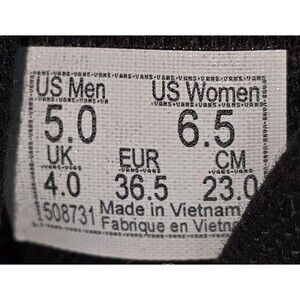 US Men US Women
5.0 6.5
UK EUR CM
4.0 36.5 23.0
508731 Made in Vietnam
Fabrique en Vietn